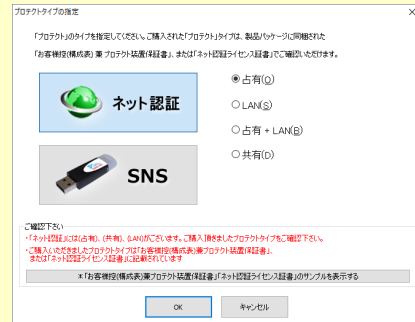 プロテクトタイプの指定
「プロテクト」のタイプを指定してください。ご購入された「プロテクト」タイプは、製品パッケージに同梱された
「お客様控(構成表) 兼 プロテクト装置保証書」、または「ネット認証ライセンス証書」でご確認いただけます。
ネット認証
SNS
占有(O)
LAN(S)
占有 + LAN(B)
共有(D)
ご確認下さい
・「ネット認証」には(占有)、(共有)、(LAN)がございます。ご購入頂きましたプロテクトタイプをご確認下さい。
・ご購入いただきましたプロテクトタイプは「お客様控(構成表)兼プロテクト装置保証書」、
または「ネット認証ライセンス証書」に記載されています
*「お客様控(構成表)兼プロテクト装置保証書」「ネット認証ライセンス証書」のサンプルを表示する
OK
キャンセル